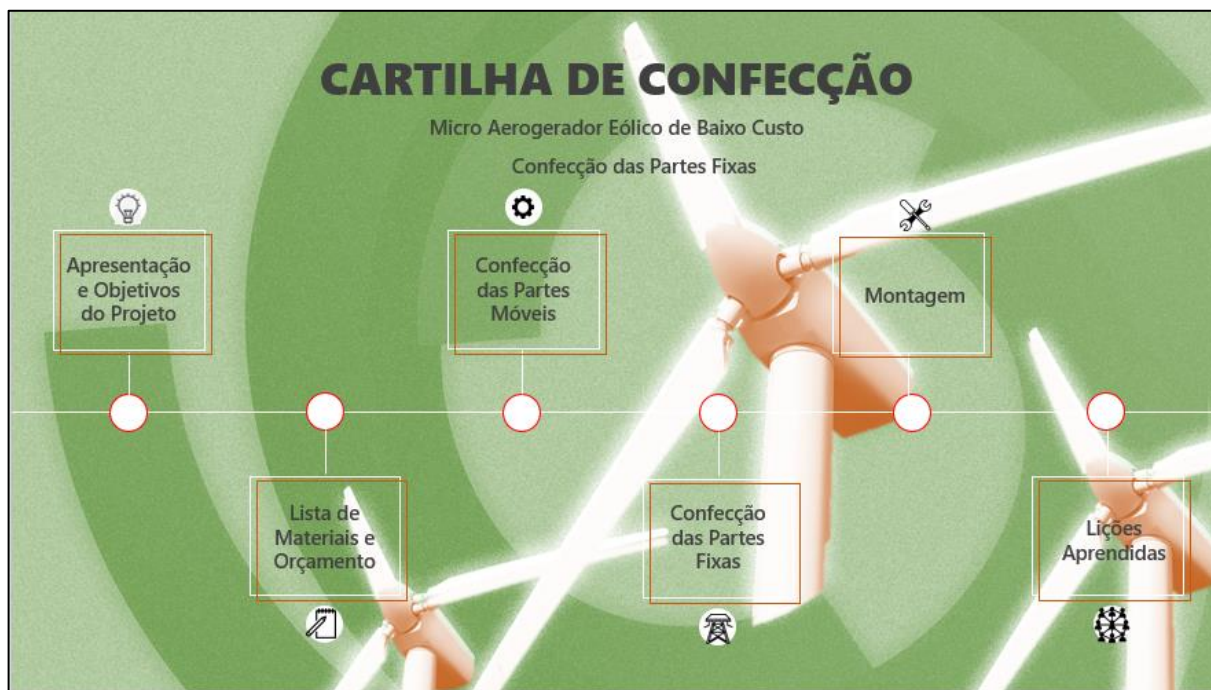 CARTILHA DE CONFECÇÃO
Micro Aerogerador Eólico de Baixo Custo
Confecção das Partes Fixas
Apresentação
e Objetivos
do Projeto
Lista de
Materiais e
Orçamento
Confecção
das Partes
Móveis
Confecção
das Partes
Fixas
Montagem
Lições
Aprendidas